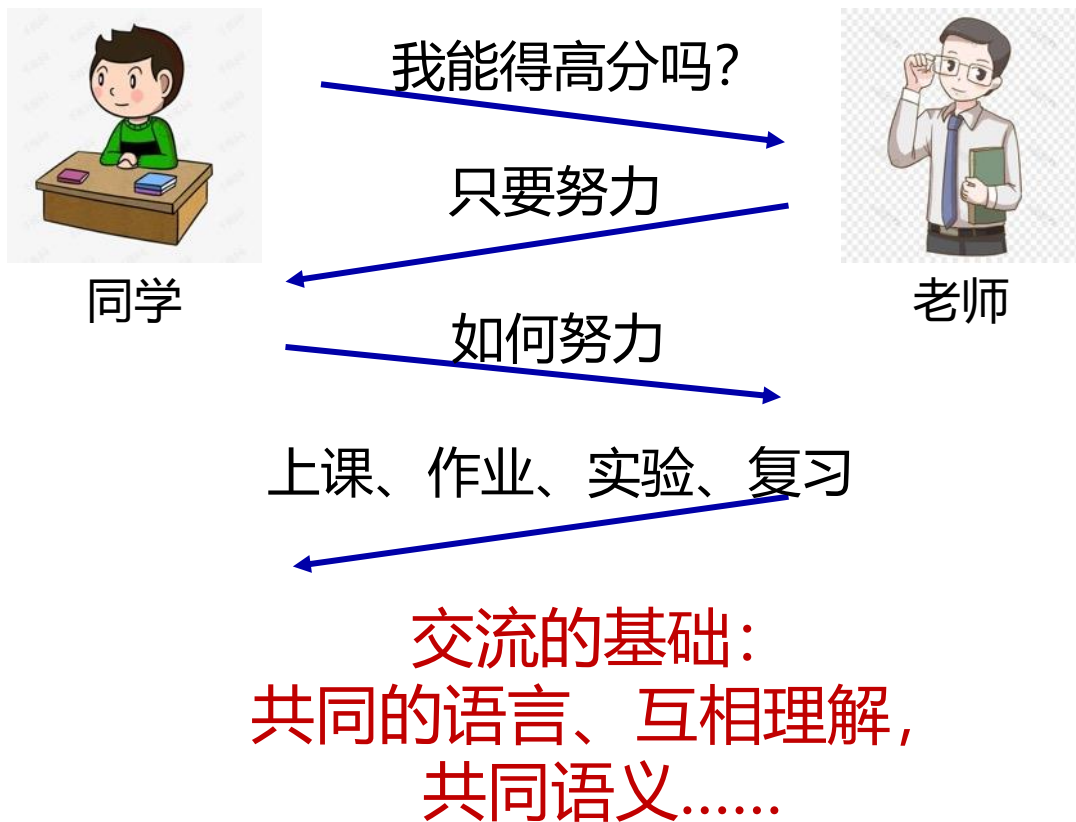 我能得高分吗？
只要努力
同学
老师
如何努力
上课、作业、实验、复习
交流的基础：
共同的语言、互相理解，
共同语义……